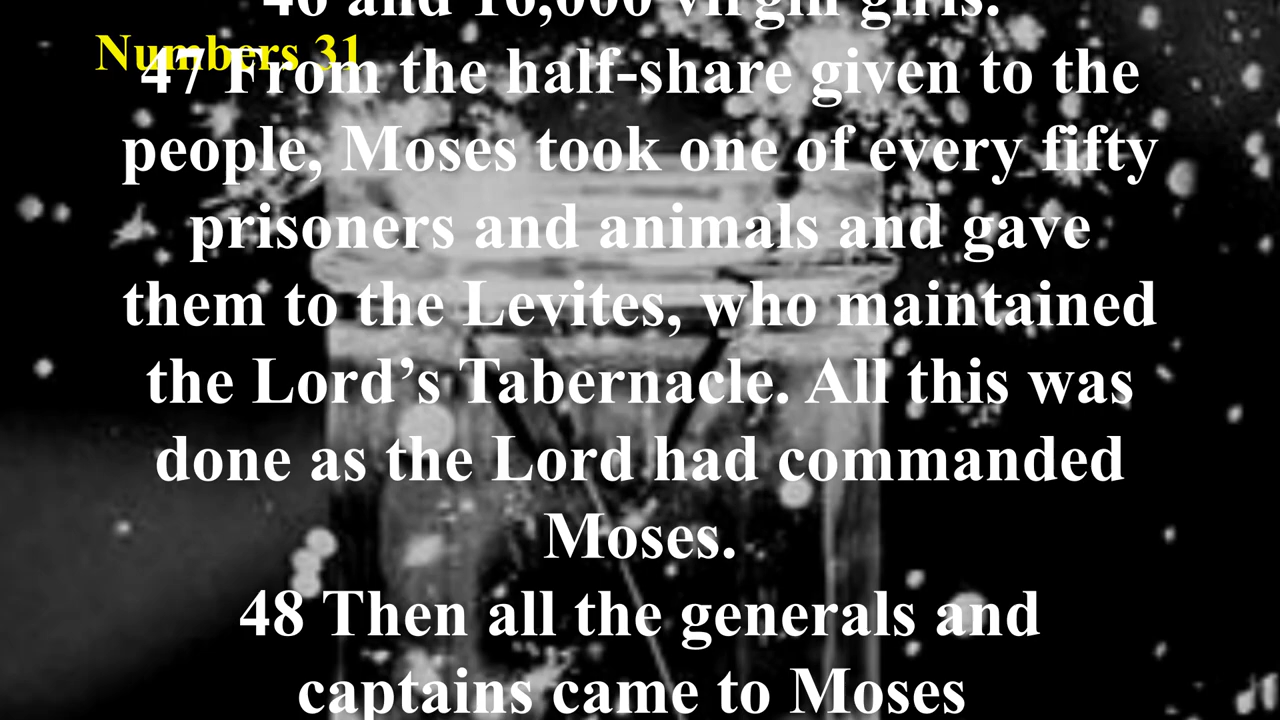 46 and 16,000 virgin girls.
Numbers 31
47 From the half-share given to the
people, Moses took one of every fifty
prisoners and animals and gave
them to the Levites, who maintained
the Lord’s Tabernacle. All this was
done as the Lord had commanded
Moses.
48 Then all the generals and
captains came to Moses